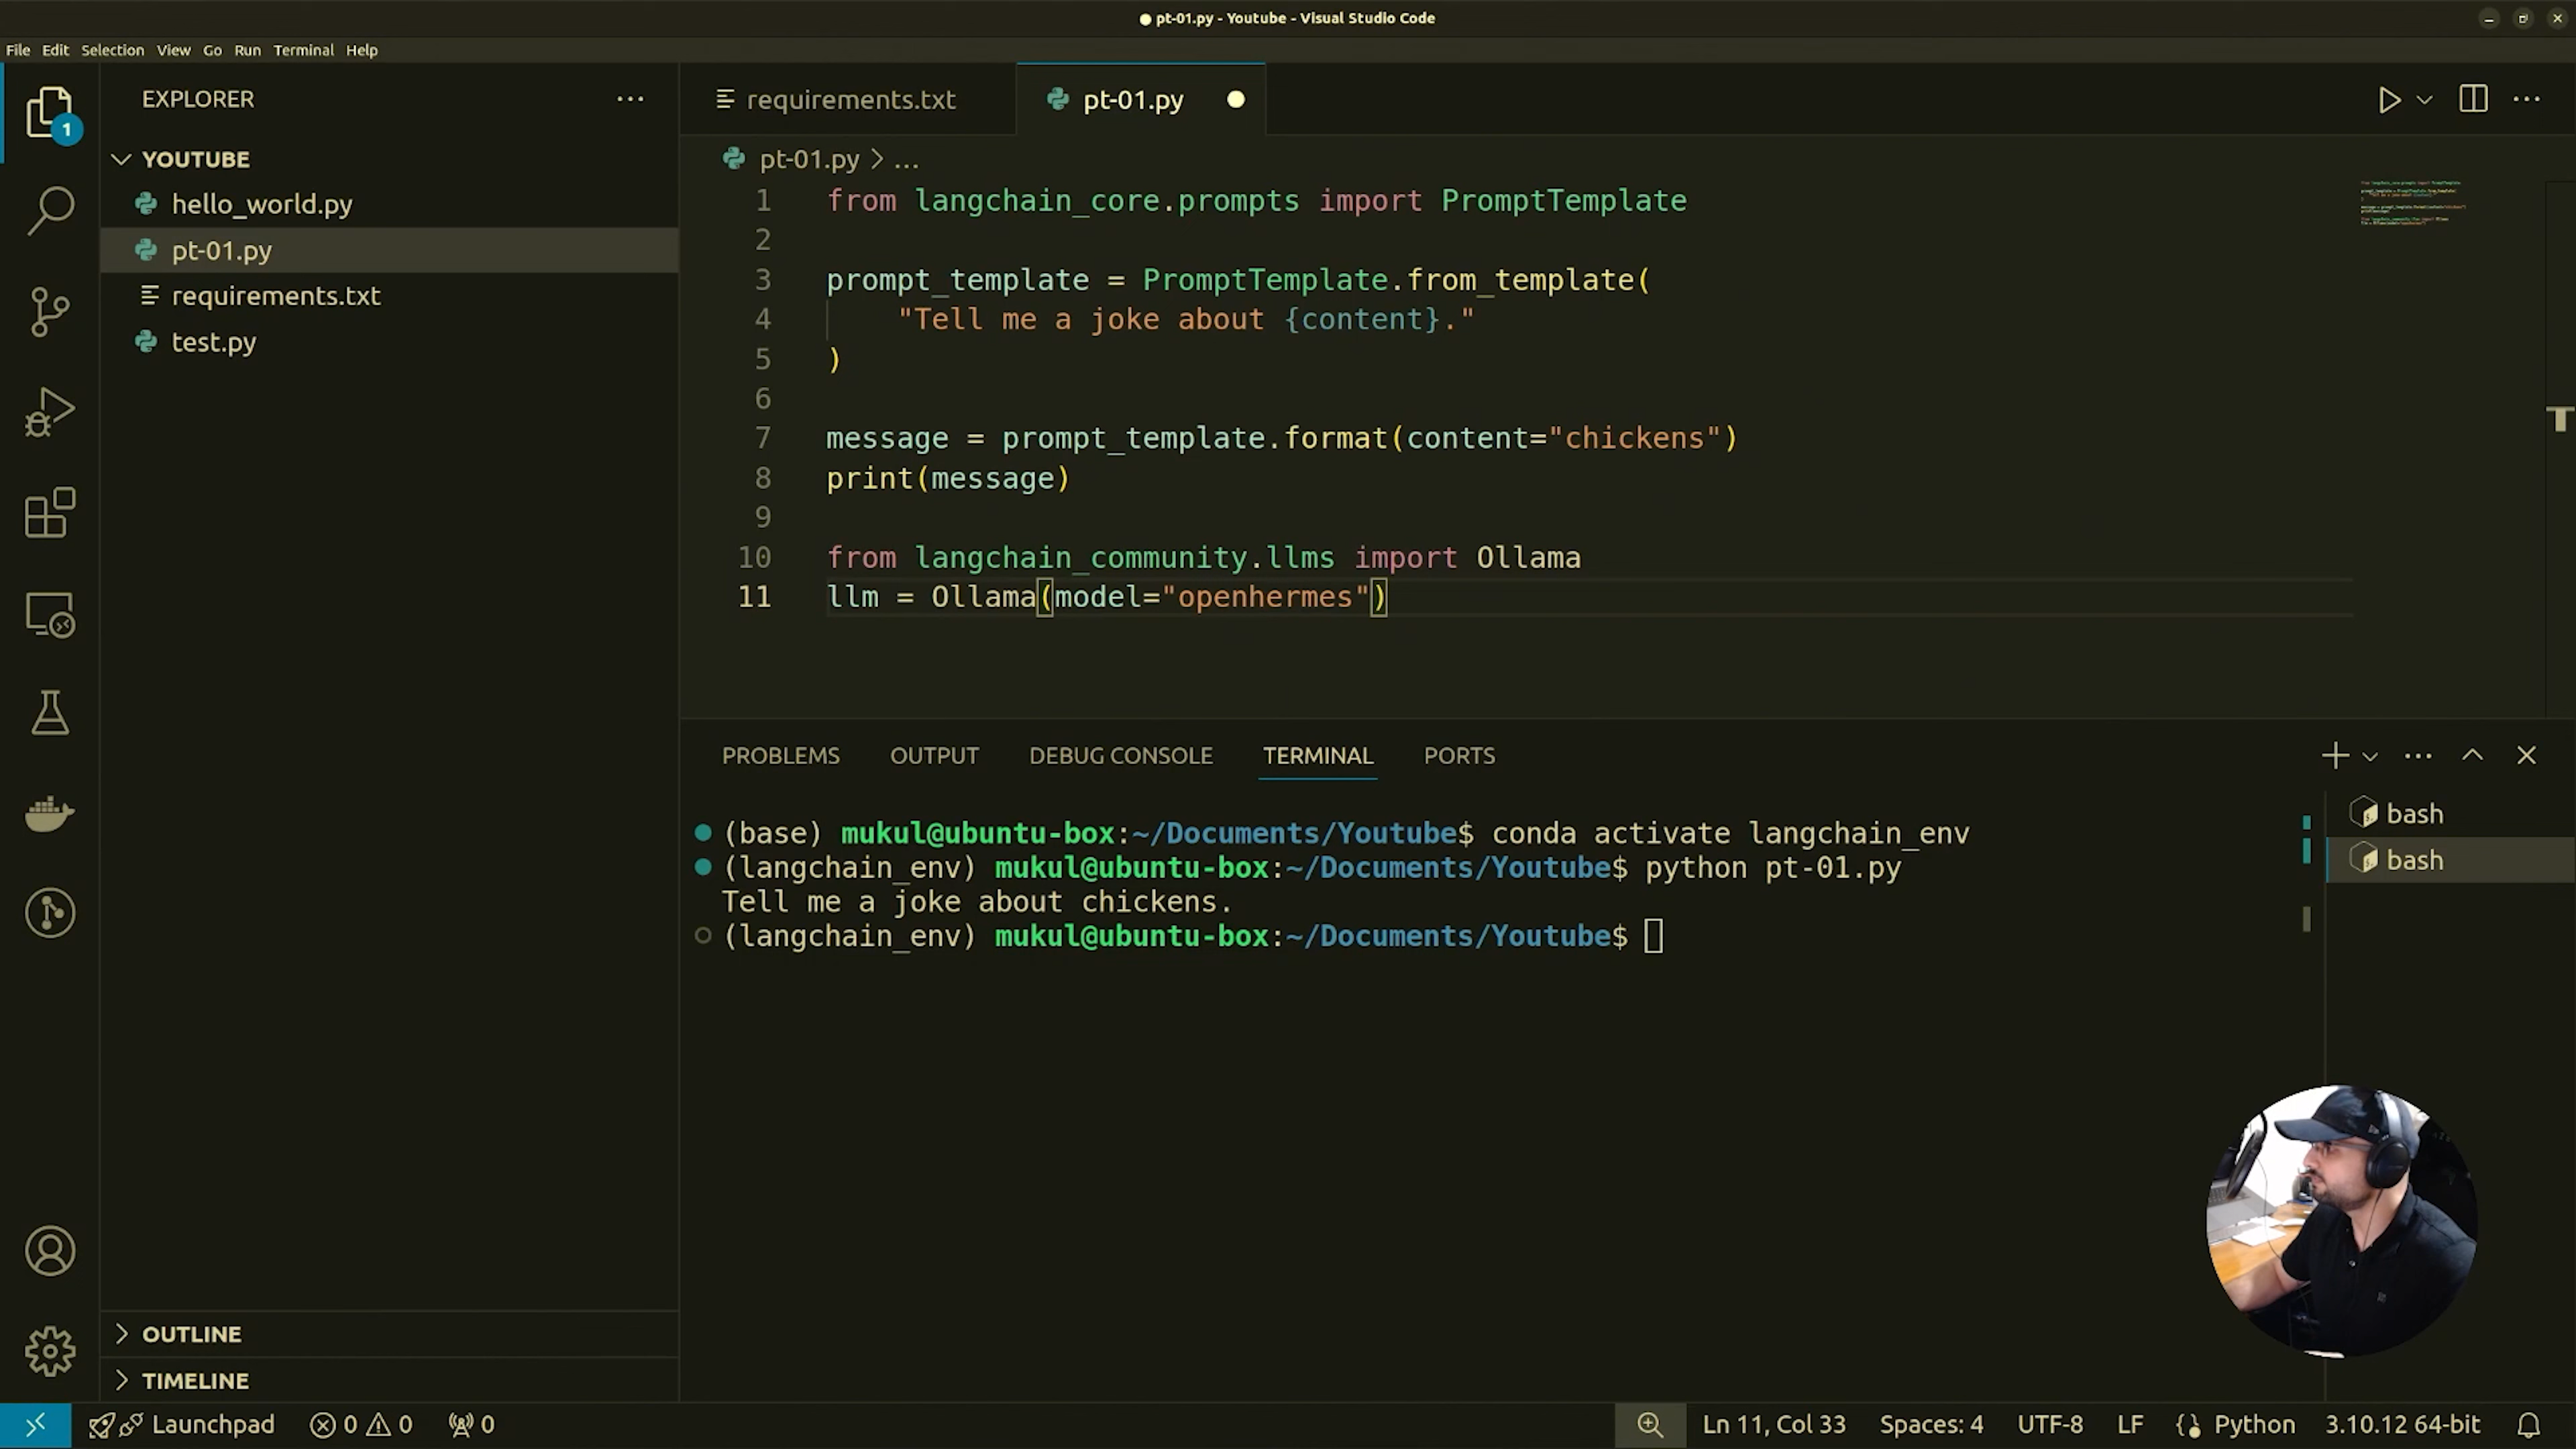 pt-01.py - Youtube - Visual Studio Code
File Edit Selection View Go Run Terminal Help
EXPLORER
1
YOUTUBE
hello_world.py
pt-01.py
requirements.txt
test.py
OUTLINE
TIMELINE
requirements.txt
pt-01.py
pt-01.py > ...
1 from langchain_core.prompts import PromptTemplate
2
3 prompt_template = PromptTemplate.from_template(
4     "Tell me a joke about {content}."
5 )
6
7 message = prompt_template.format(content="chickens")
8 print(message)
9
10 from langchain_community.llms import Ollama
11 llm = Ollama(model="openhermes")
PROBLEMS OUTPUT DEBUG CONSOLE TERMINAL PORTS
(base) mukul@ubuntu-box:~/Documents/Youtube$ conda activate langchain_env
(langchain_env) mukul@ubuntu-box:~/Documents/Youtube$ python pt-01.py
Tell me a joke about chickens.
(langchain_env) mukul@ubuntu-box:~/Documents/Youtube$
bash
bash
Launchpad 0 0 0 Ln 11, Col 33 Spaces: 4 UTF-8 LF Python 3.10.12 64-bit